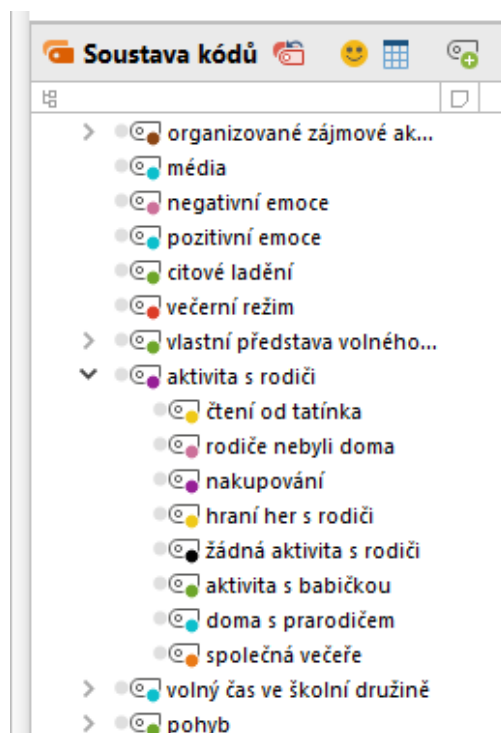 Soustava kódů
organizované zájmové ak...
média
negativní emoce
pozitivní emoce
citové ladění
večerní režim
vlastní představa volného...
aktivita s rodiči
čtení od tatínka
rodiče nebyli doma
nakupování
hraní her s rodiči
žádná aktivita s rodiči
aktivita s babičkou
doma s prarodičem
společná večeře
volný čas ve školní družině
pohyb